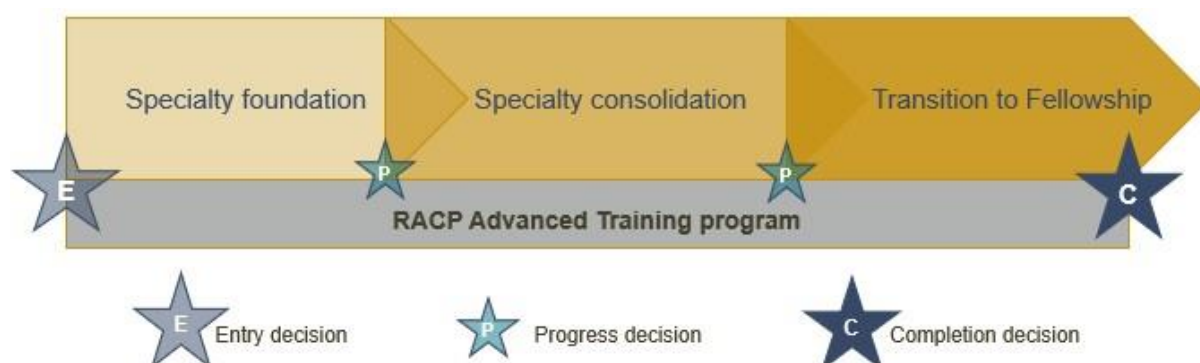 Specialty foundation
Specialty consolidation
Transition to Fellowship
E
P
P
C
RACP Advanced Training program
E
Entry decision
P
Progress decision
C
Completion decision